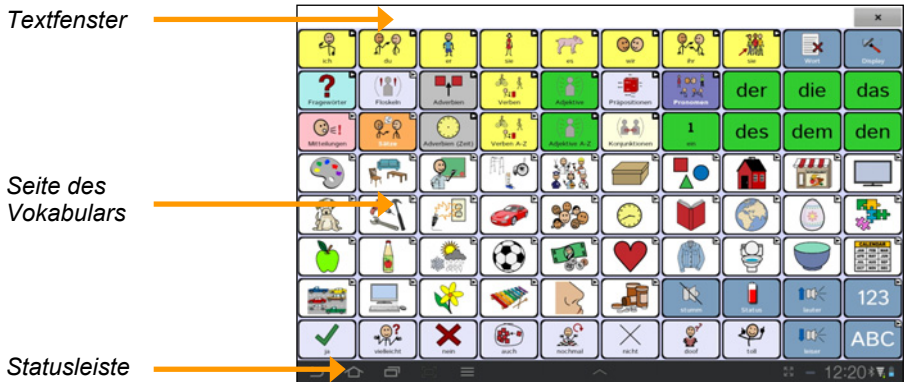 Textfenster
×
ich du er sie es wir ihr sie Wort Display
Fragewörter Floskeln Adverbien Verben Adjektive Präpositionen Pronomen der die das
Mitteilungen Sätze Adverbien (Zeit) Verben A-Z Adjektive A-Z Konjunktionen 1 ein des dem den
Seite des
Vokabulars
CALENDAR
stumm Status lauter 123
ja vielleicht nein auch nochmal nicht doof toll leiser ABC
Statusleiste
12:20